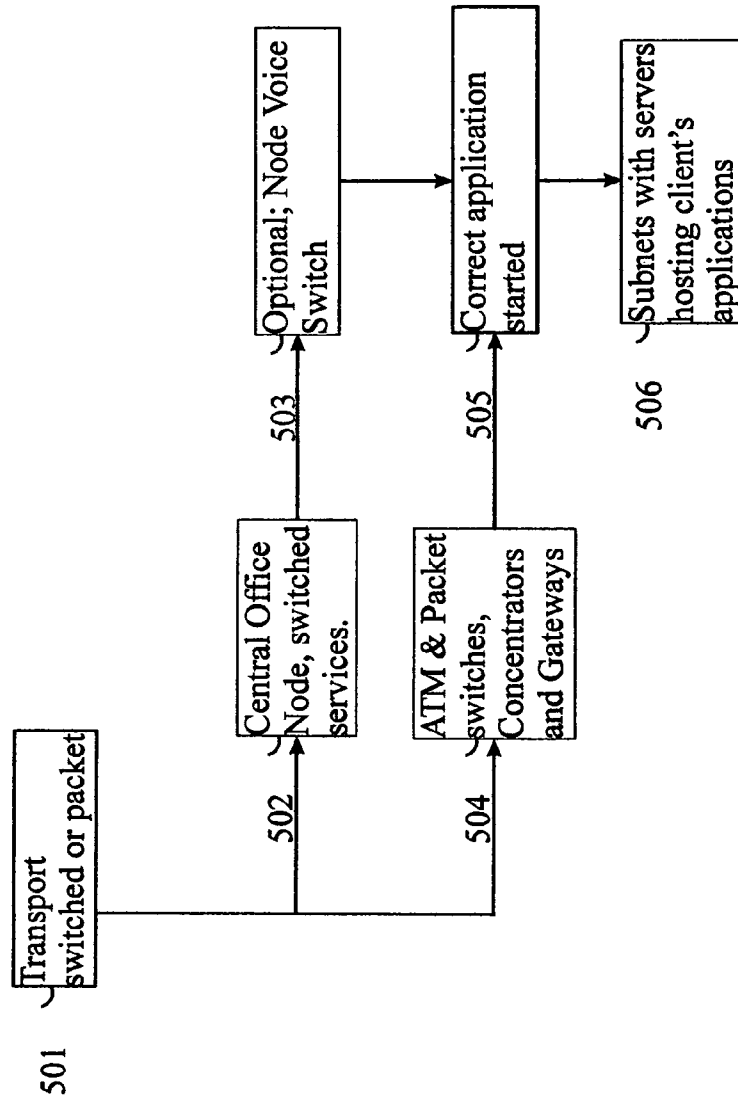 501
Transport
switched or packet
502
Central Office
Node, switched
services.
503
Optional; Node Voice
Switch
504
ATM & Packet
switches,
Concentrators
and Gateways
505
Correct application
started
506
Subnets with servers
hosting client's
applications